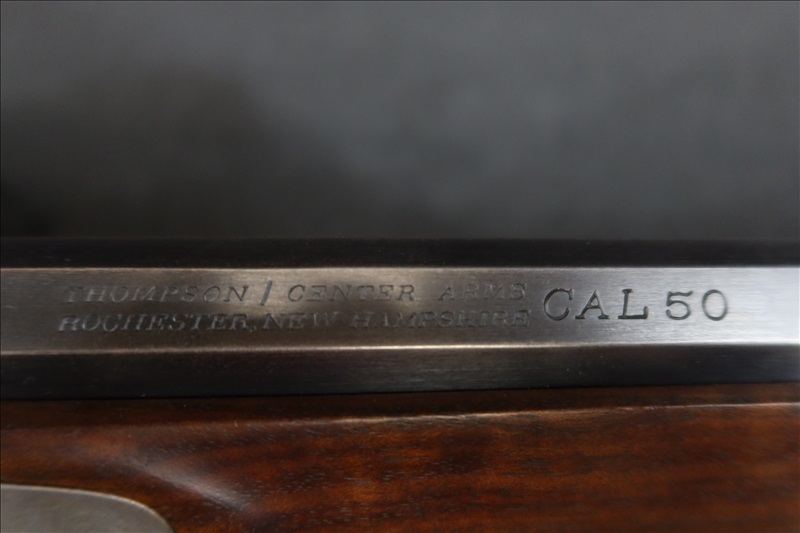 THOMPSON / CENTER ARMS
ROCHESTER, NEW HAMPSHIRE
CAL 50